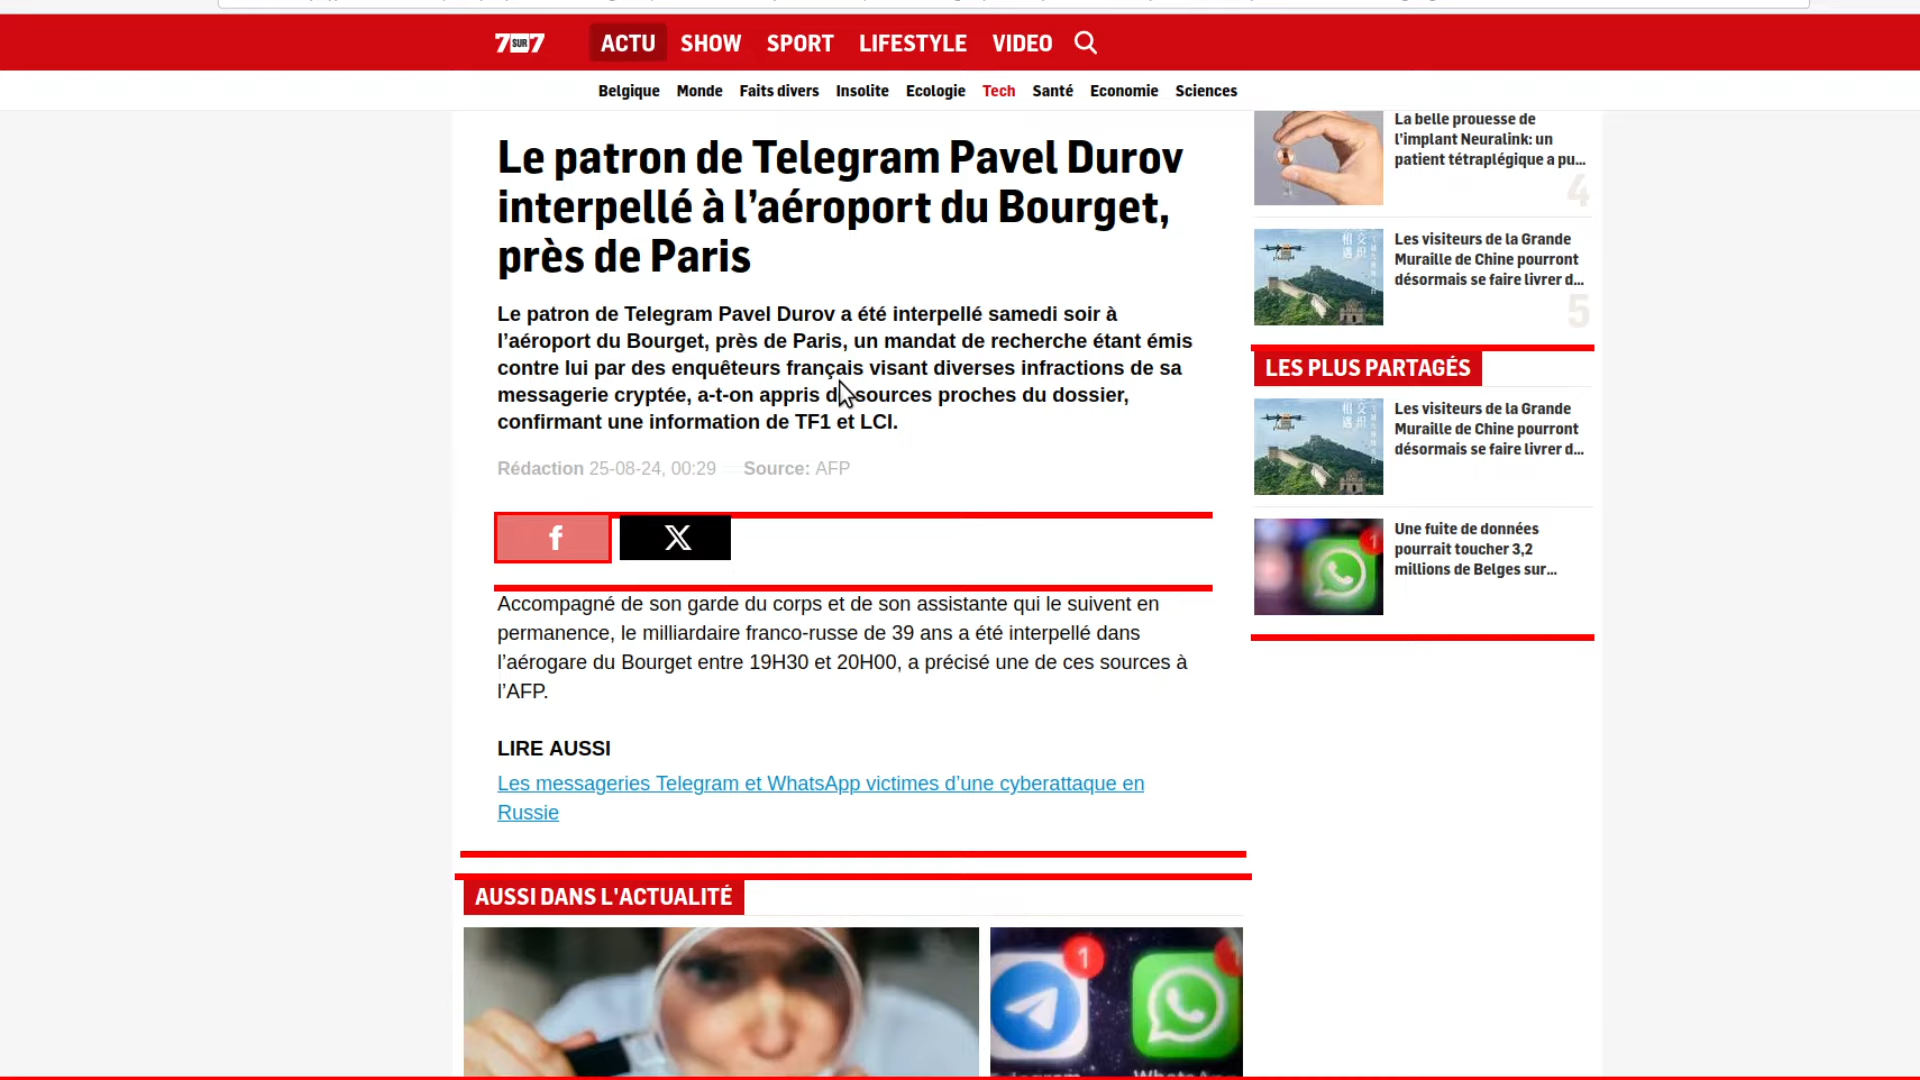 7 SUR 7 ACTU SHOW SPORT LIFESTYLE VIDEO
Belgique Monde Faits divers Insolite Ecologie Tech Santé Economie Sciences
Le patron de Telegram Pavel Durov
interpellé à l’aéroport du Bourget,
près de Paris
Le patron de Telegram Pavel Durov a été interpellé samedi soir à
l’aéroport du Bourget, près de Paris, un mandat de recherche étant émis
contre lui par des enquêteurs français visant diverses infractions de sa
messagerie cryptée, a-t-on appris de sources proches du dossier,
confirmant une information de TF1 et LCI.
Rédaction 25-08-24, 00:29 Source: AFP
f X
Accompagné de son garde du corps et de son assistante qui le suivent en
permanence, le milliardaire franco-russe de 39 ans a été interpellé dans
l’aérogare du Bourget entre 19H30 et 20H00, a précisé une de ces sources à
l’AFP.
LIRE AUSSI
Les messageries Telegram et WhatsApp victimes d’une cyberattaque en
Russie
AUSSI DANS L'ACTUALITÉ
1
La belle prouesse de
l’implant Neuralink: un
patient tétraplégique a pu...
4
Les visiteurs de la Grande
Muraille de Chine pourront
désormais se faire livrer d...
5
LES PLUS PARTAGÉS
Les visiteurs de la Grande
Muraille de Chine pourront
désormais se faire livrer d...
1
Une fuite de données
pourrait toucher 3,2
millions de Belges sur...